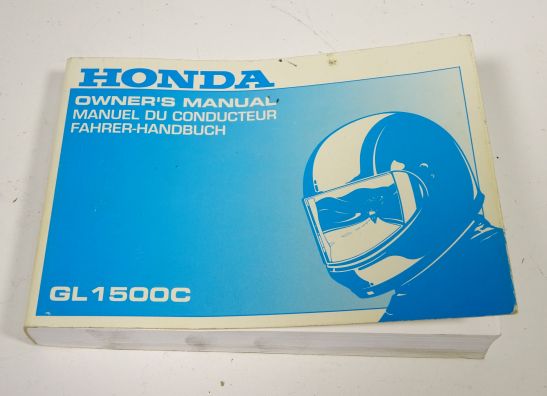 HONDA
OWNER'S MANUAL
MANUEL DU CONDUCTEUR
FAHRER-HANDBUCH
GL1500C